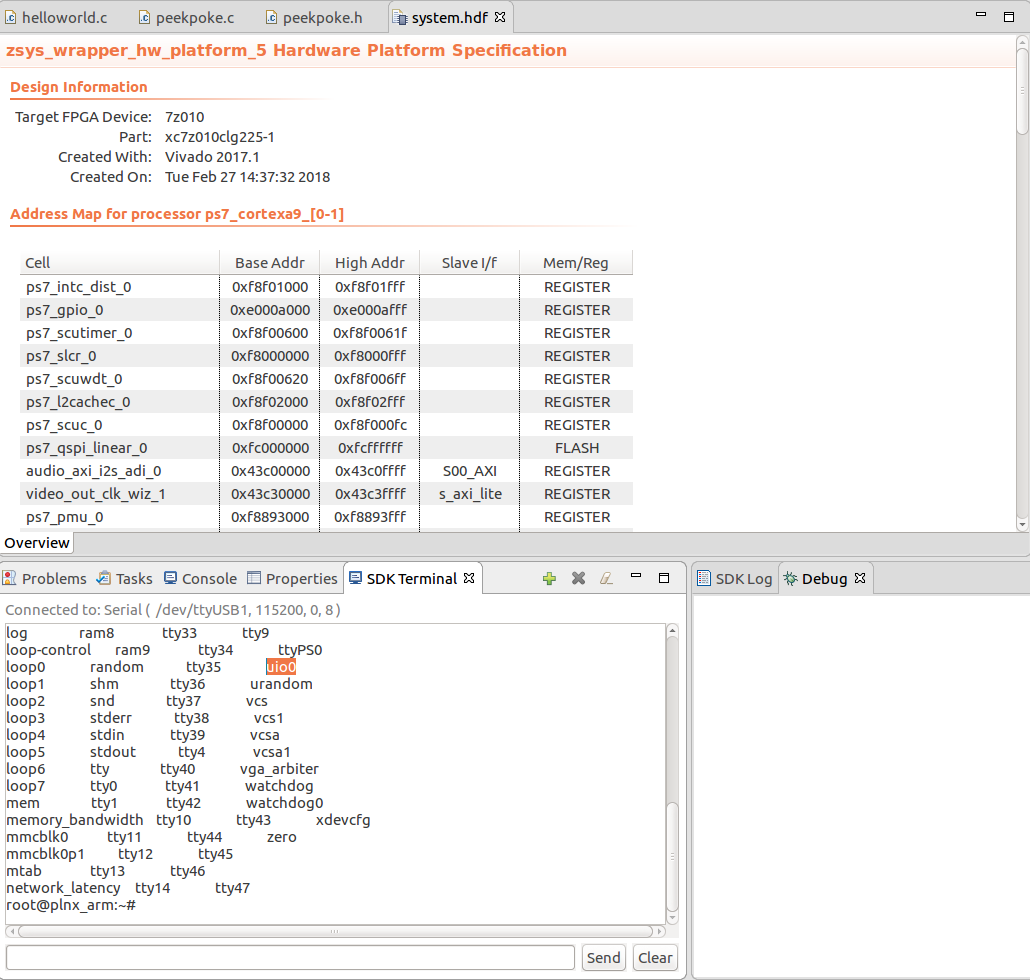 helloworld.c peekpoke.c peekpoke.h system.hdf
zsys_wrapper_hw_platform_5 Hardware Platform Specification
Design Information
Target FPGA Device: 7z010
Part: xc7z010clg225-1
Created With: Vivado 2017.1
Created On: Tue Feb 27 14:37:32 2018
Address Map for processor ps7_cortexa9_[0-1]
Cell Base Addr High Addr Slave I/f Mem/Reg
ps7_intc_dist_0 0xf8f01000 0xf8f01fff REGISTER
ps7_gpio_0 0xe000a000 0xe000afff REGISTER
ps7_scutimer_0 0xf8f00600 0xf8f0061f REGISTER
ps7_slcr_0 0xf8000000 0xf8000fff REGISTER
ps7_scuwdt_0 0xf8f00620 0xf8f006ff REGISTER
ps7_l2cachec_0 0xf8f02000 0xf8f02fff REGISTER
ps7_scuc_0 0xf8f00000 0xf8f000fc REGISTER
ps7_qspi_linear_0 0xfc000000 0xfcffffff FLASH
audio_axi_i2s_adi_0 0x43c00000 0x43c0ffff S00_AXI REGISTER
video_out_clk_wiz_1 0x43c30000 0x43c3ffff s_axi_lite REGISTER
ps7_pmu_0 0xf8893000 0xf8893fff REGISTER
Overview
Problems Tasks Console Properties SDK Terminal SDK Log Debug
Connected to: Serial ( /dev/ttyUSB1, 115200, 0, 8 )
log ram8 tty33 tty9
loop-control ram9 tty34 ttyPS0
loop0 random tty35 uio0
loop1 shm tty36 urandom
loop2 snd tty37 vcs
loop3 stderr tty38 vcs1
loop4 stdin tty39 vcsa
loop5 stdout tty4 vcsa1
loop6 tty tty40 vga_arbiter
loop7 tty0 tty41 watchdog
mem tty1 tty42 watchdog0
memory_bandwidth tty10 tty43 xdevcfg
mmcblk0 tty11 tty44 zero
mmcblk0p1 tty12 tty45
mtab tty13 tty46
network_latency tty14 tty47
root@plnx_arm:~#
Send Clear